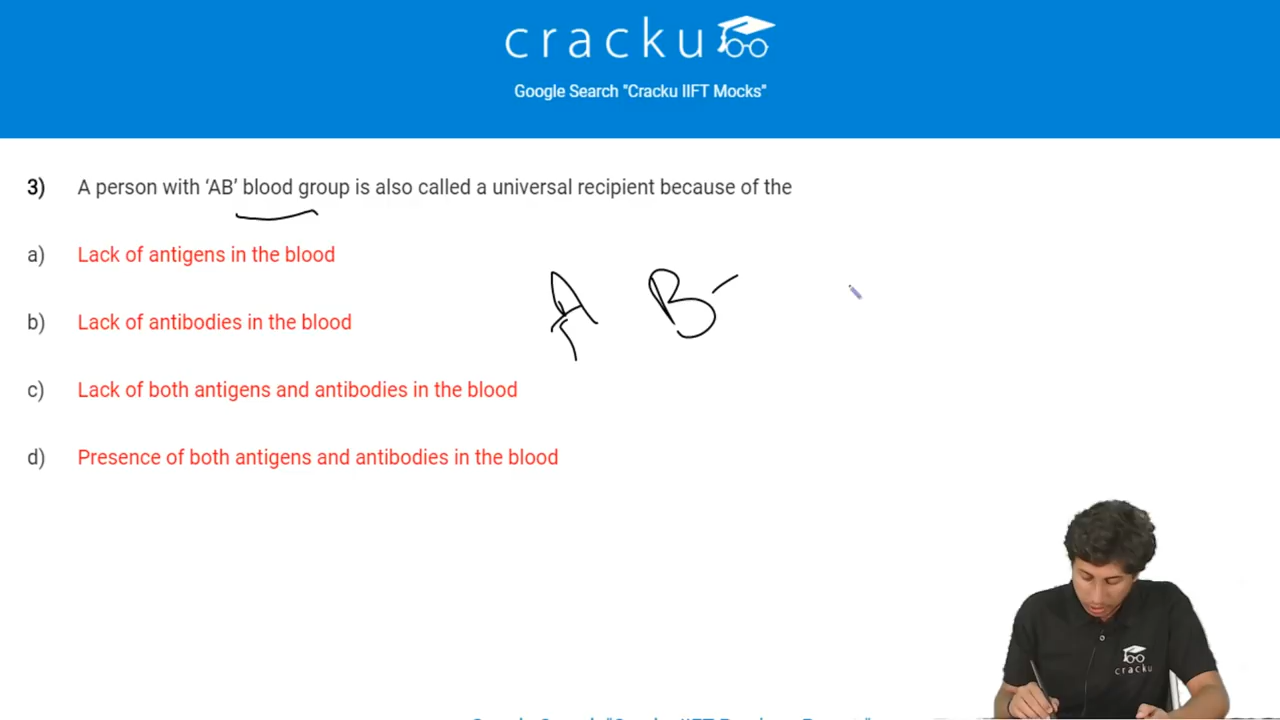 cracku
Google Search "Cracku IIFT Mocks"
3) A person with ‘AB’ blood group is also called a universal recipient because of the
a) Lack of antigens in the blood
b) Lack of antibodies in the blood
A B
c) Lack of both antigens and antibodies in the blood
d) Presence of both antigens and antibodies in the blood
cracku